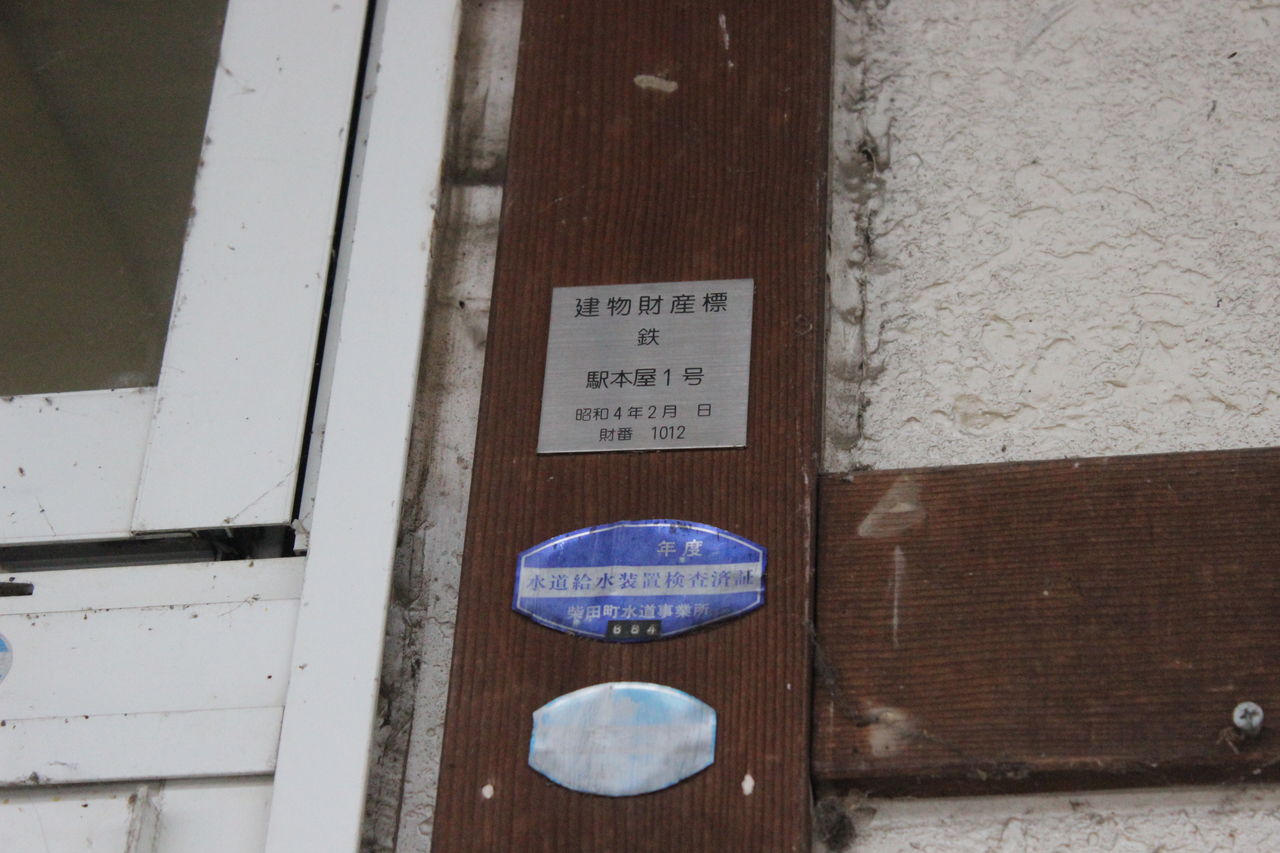 建物財産標
鉄
駅本屋1号
昭和4年2月 日
財番 1012
年度
水道給水装置検査済証
柴田町水道事業所
684